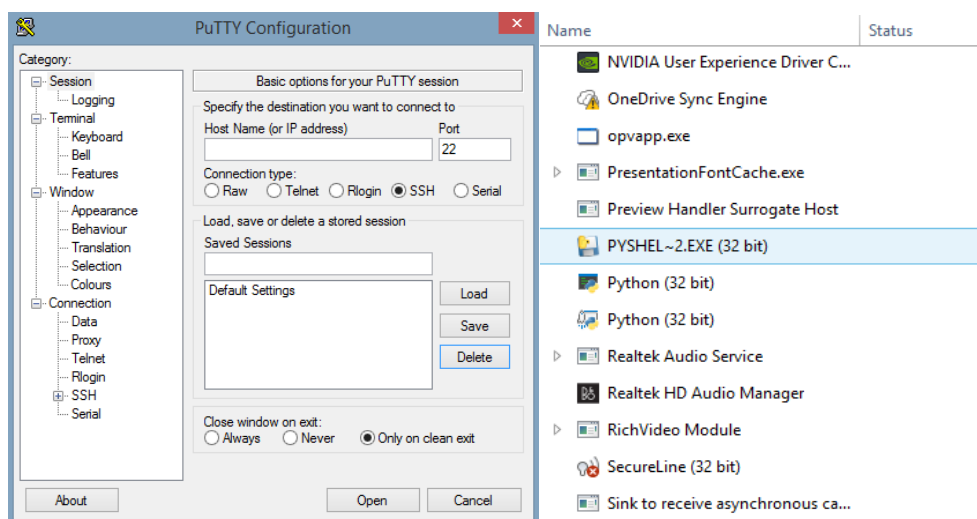 PuTTY Configuration
Category:
Session
Logging
Terminal
Keyboard
Bell
Features
Window
Appearance
Behaviour
Translation
Selection
Colours
Connection
Data
Proxy
Telnet
Rlogin
SSH
Serial
Basic options for your PuTTY session
Specify the destination you want to connect to
Host Name (or IP address) Port
22
Connection type:
Raw Telnet Rlogin SSH Serial
Load, save or delete a stored session
Saved Sessions
Default Settings
Load
Save
Delete
Close window on exit:
Always Never Only on clean exit
About Open Cancel
Name Status
NVIDIA User Experience Driver C...
OneDrive Sync Engine
opvapp.exe
PresentationFontCache.exe
Preview Handler Surrogate Host
PYSHEL~2.EXE (32 bit)
Python (32 bit)
Python (32 bit)
Realtek Audio Service
Realtek HD Audio Manager
RichVideo Module
SecureLine (32 bit)
Sink to receive asynchronous ca...